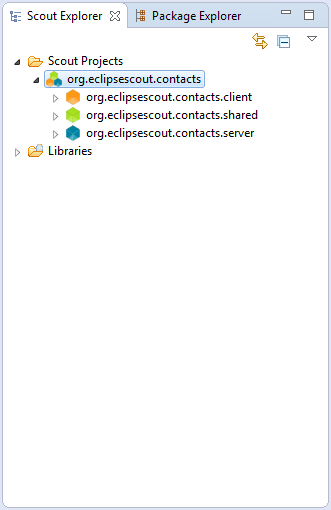 Scout Explorer Package Explorer
Scout Projects
org.eclipsescout.contacts
org.eclipsescout.contacts.client
org.eclipsescout.contacts.shared
org.eclipsescout.contacts.server
Libraries